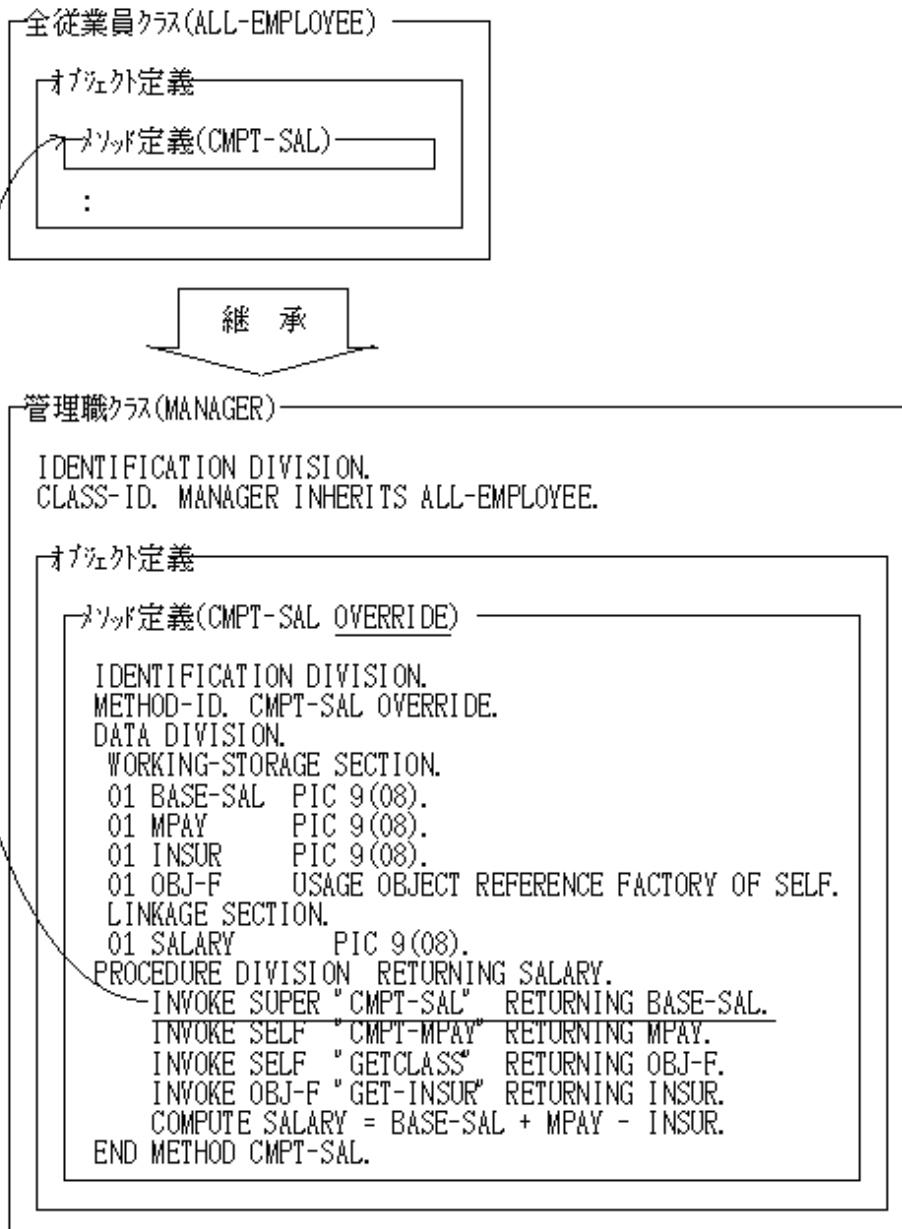 全従業員ｸﾗｽ(ALL-EMPLOYEE)
ｵﾌﾞｼﾞｪｸﾄ定義
ﾒｿｯﾄﾞ定義(CMPT-SAL)
:
継 承
管理職ｸﾗｽ(MANAGER)
IDENTIFICATION DIVISION.
CLASS-ID. MANAGER INHERITS ALL-EMPLOYEE.
ｵﾌﾞｼﾞｪｸﾄ定義
ﾒｿｯﾄﾞ定義(CMPT-SAL OVERRIDE)
IDENTIFICATION DIVISION.
METHOD-ID. CMPT-SAL OVERRIDE.
DATA DIVISION.
WORKING-STORAGE SECTION.
01 BASE-SAL PIC 9(08).
01 MPAY PIC 9(08).
01 INSUR PIC 9(08).
01 OBJ-F USAGE OBJECT REFERENCE FACTORY OF SELF.
LINKAGE SECTION.
01 SALARY PIC 9(08).
PROCEDURE DIVISION RETURNING SALARY.
INVOKE SUPER "CMPT-SAL" RETURNING BASE-SAL.
INVOKE SELF "CMPT-MPAY" RETURNING MPAY.
INVOKE SELF "GETCLASS" RETURNING OBJ-F.
INVOKE OBJ-F "GET-INSUR" RETURNING INSUR.
COMPUTE SALARY = BASE-SAL + MPAY - INSUR.
END METHOD CMPT-SAL.